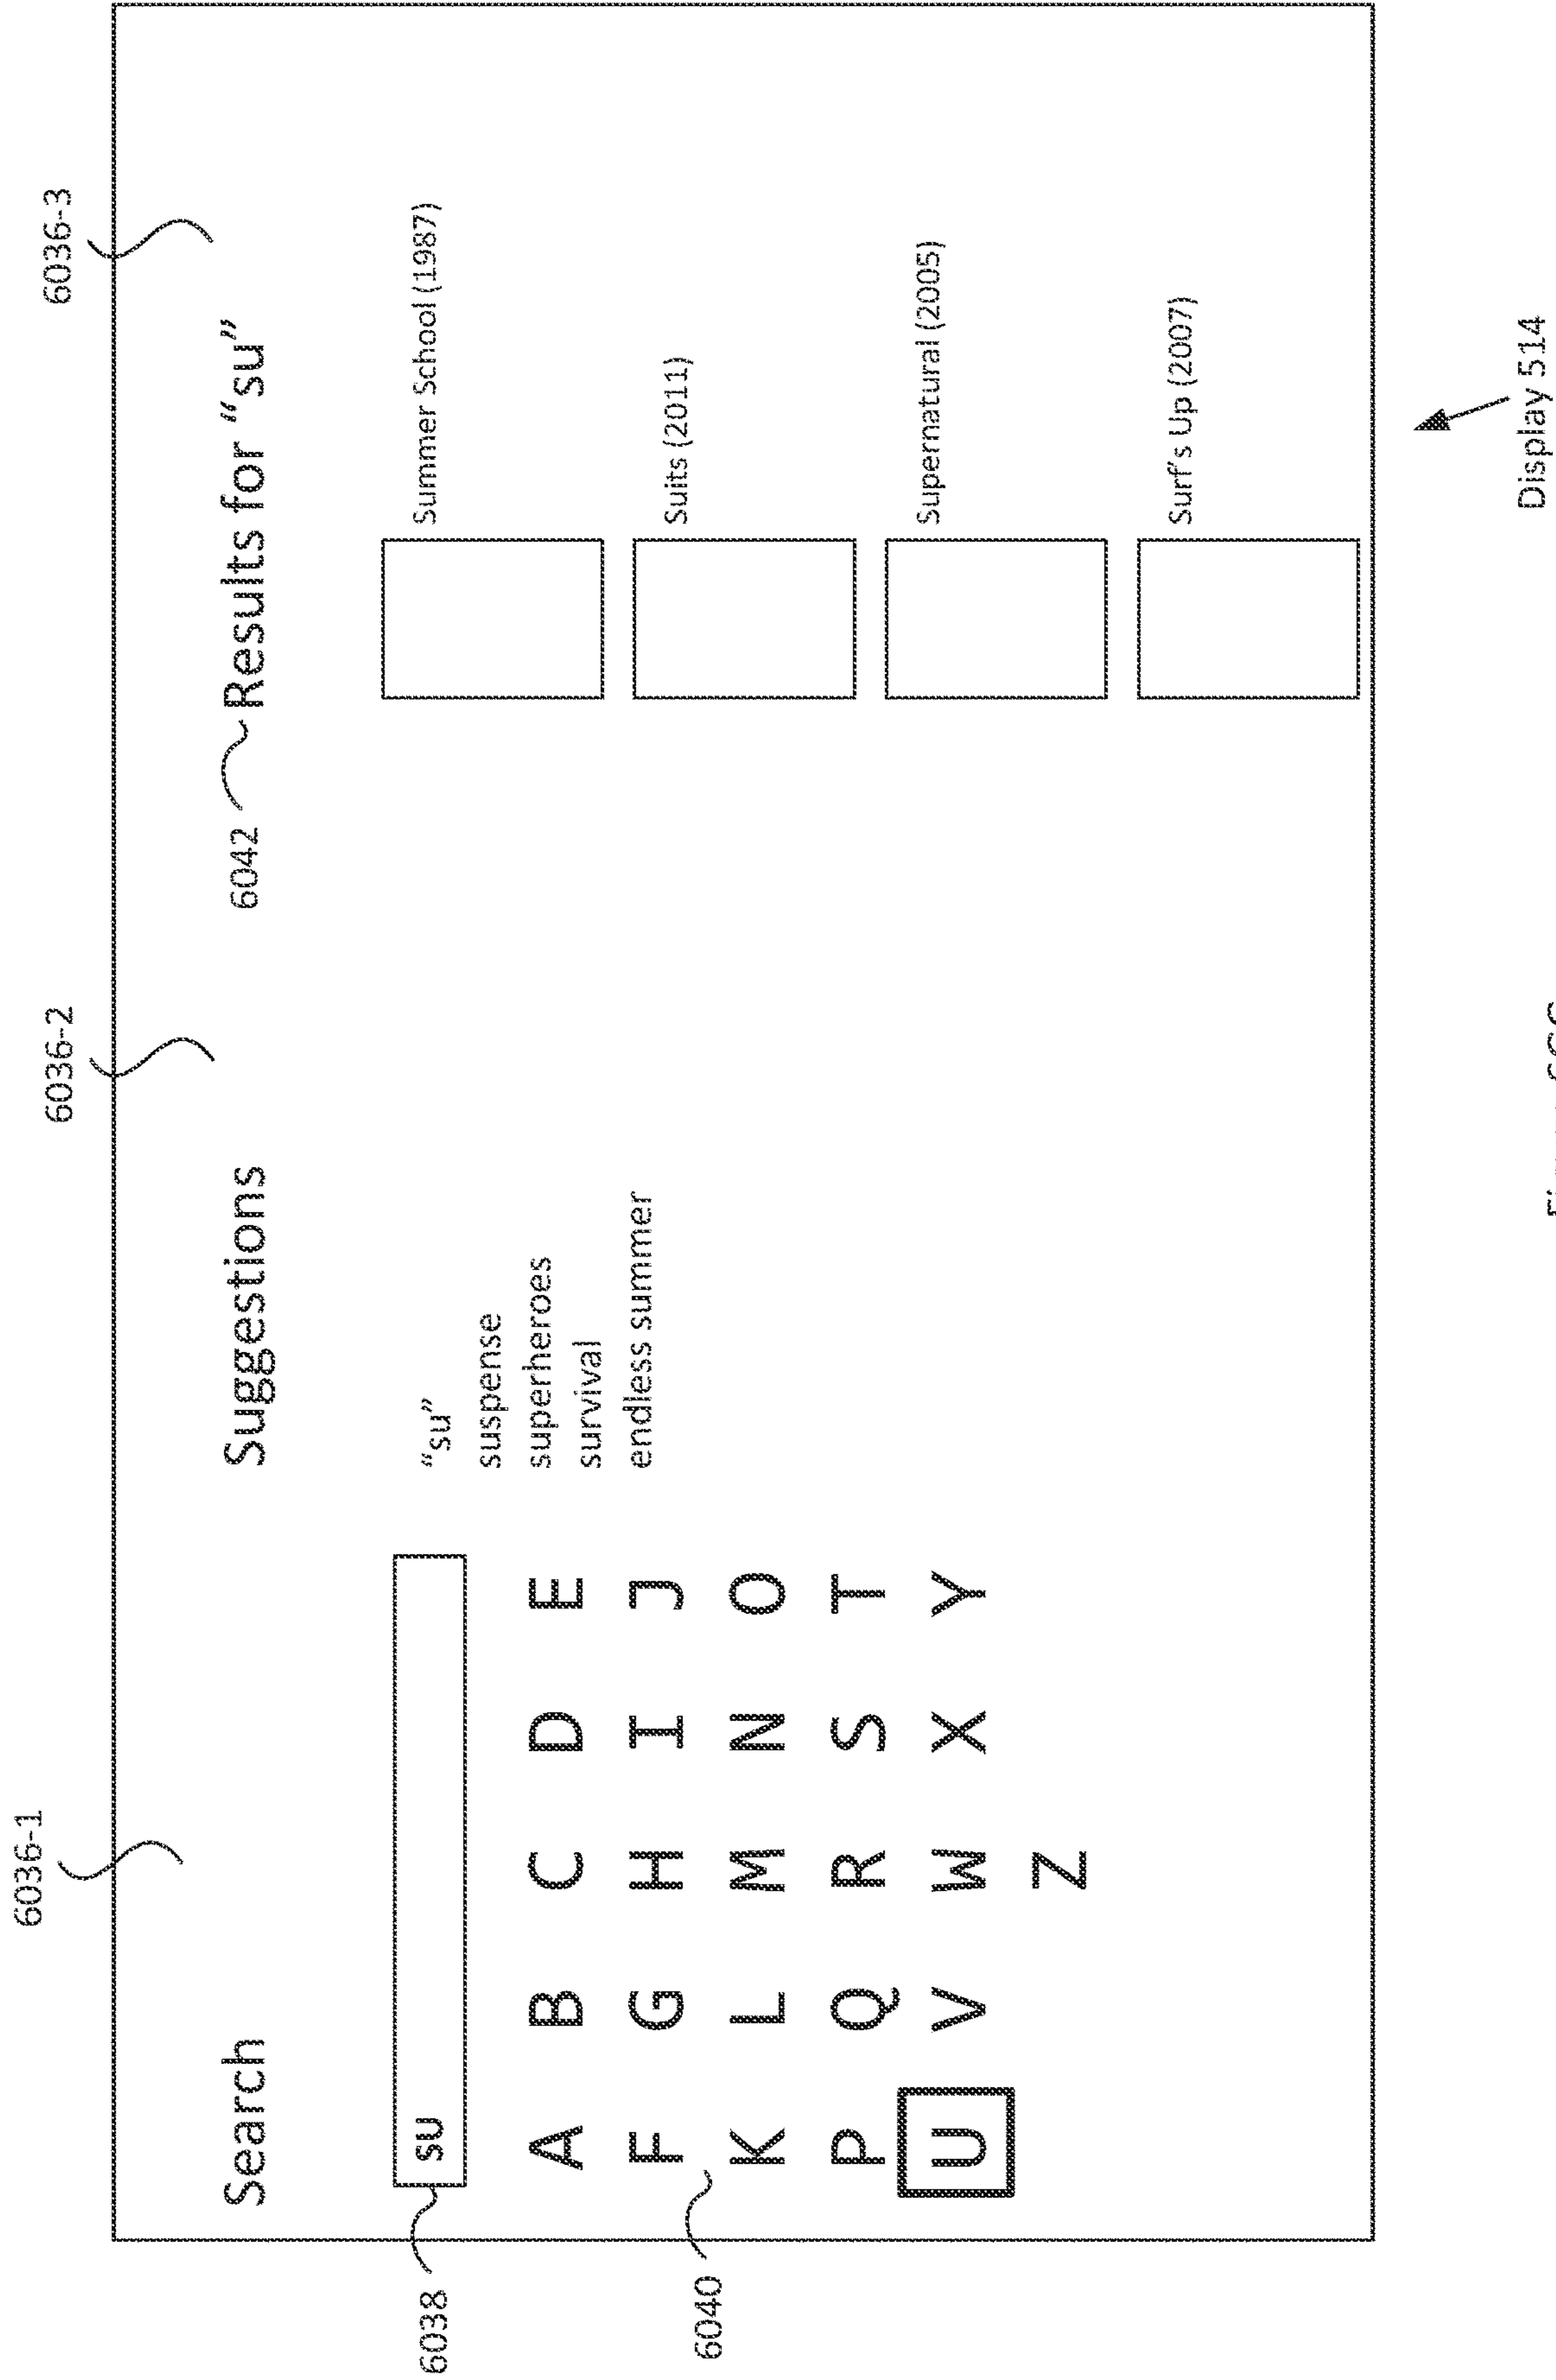 6036-1
6036-2
6036-3
Search
Suggestions
6042
Results for “su”
6038
su
“su”
suspense
superheroes
survival
endless summer
6040
A B C D E
F G H I J
K L M N O
P Q R S T
U V W X Y
Z
Summer School (1987)
Suits (2011)
Supernatural (2005)
Surf’s Up (2007)
Display 514